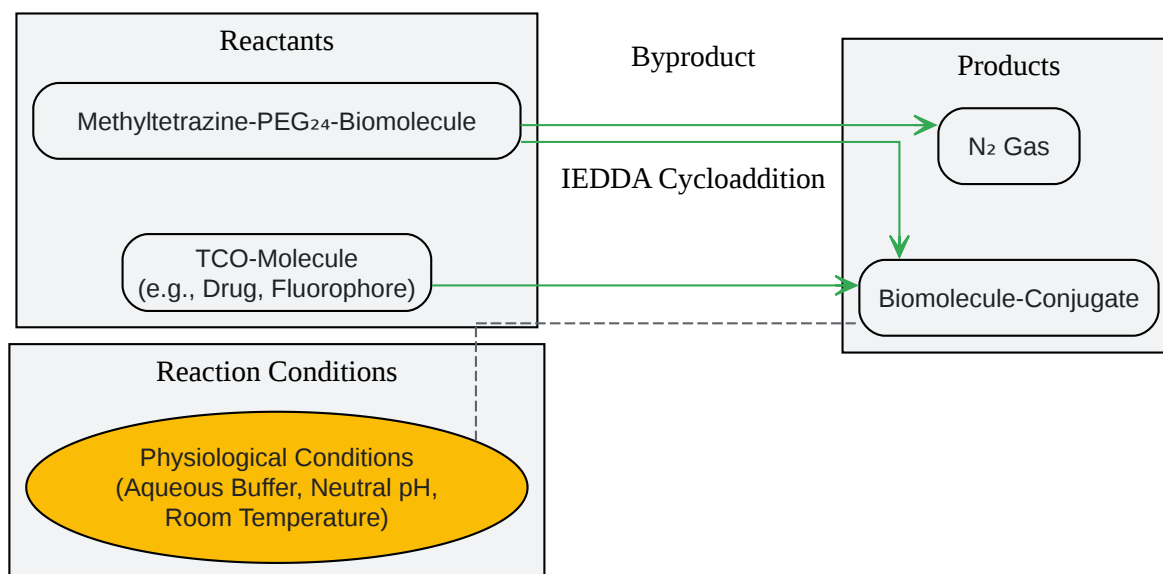 Reactants
Methyltetrazine-PEG₂₄-Biomolecule
TCO-Molecule
(e.g., Drug, Fluorophore)
Byproduct
IEDDA Cycloaddition
Products
N₂ Gas
Biomolecule-Conjugate
Reaction Conditions
Physiological Conditions
(Aqueous Buffer, Neutral pH,
Room Temperature)